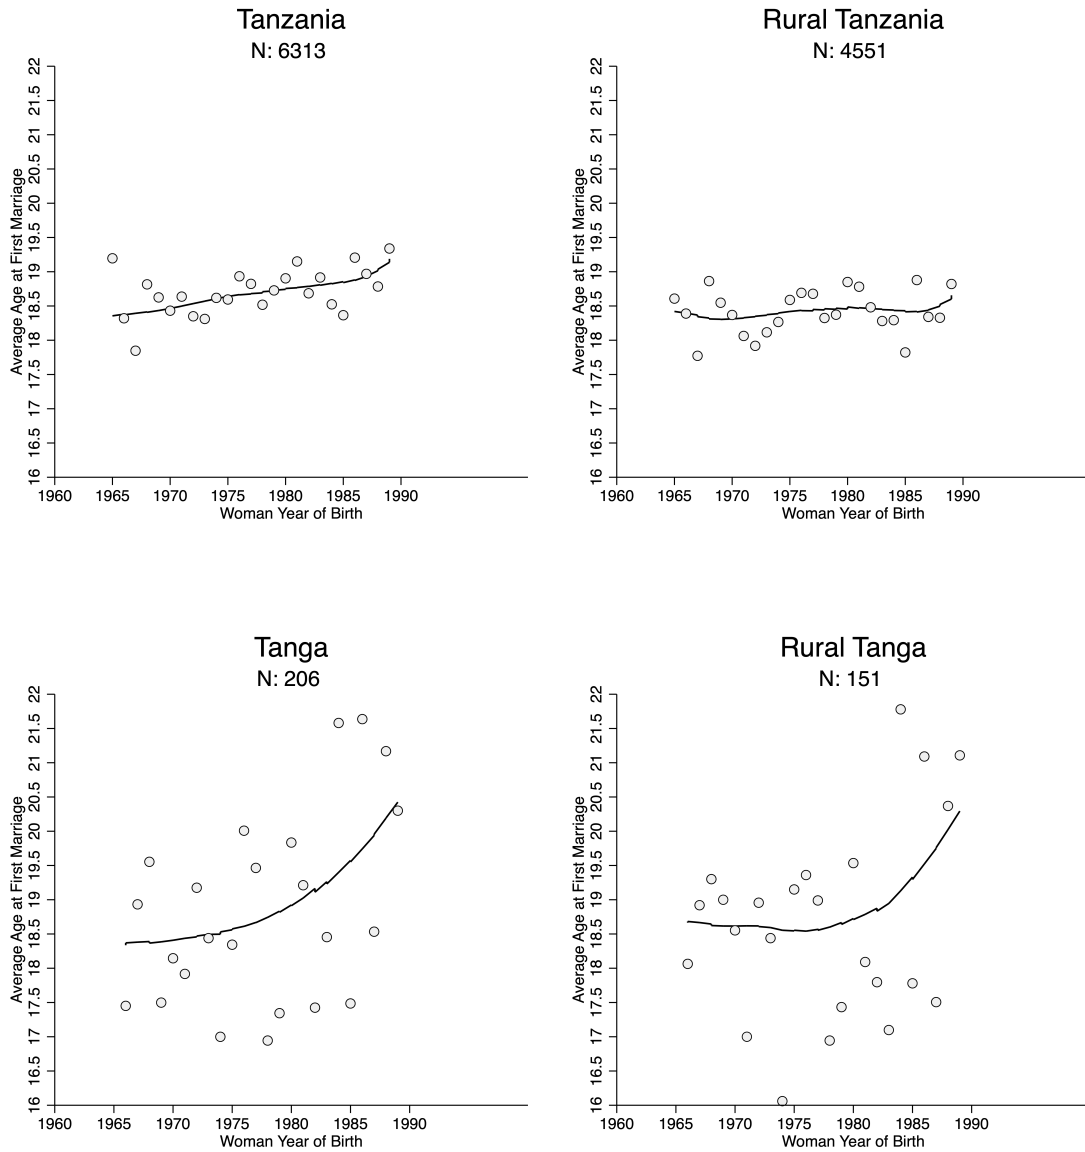 Tanzania
N: 6313
Average Age at First Marriage
22
21.5
21
20.5
20
19.5
19
18.5
18
17.5
17
16.5
16
1960 1965 1970 1975 1980 1985 1990
Woman Year of Birth
Rural Tanzania
N: 4551
Average Age at First Marriage
22
21.5
21
20.5
20
19.5
19
18.5
18
17.5
17
16.5
16
1960 1965 1970 1975 1980 1985 1990
Woman Year of Birth
Tanga
N: 206
Average Age at First Marriage
22
21.5
21
20.5
20
19.5
19
18.5
18
17.5
17
16.5
16
1960 1965 1970 1975 1980 1985 1990
Woman Year of Birth
Rural Tanga
N: 151
Average Age at First Marriage
22
21.5
21
20.5
20
19.5
19
18.5
18
17.5
17
16.5
16
1960 1965 1970 1975 1980 1985 1990
Woman Year of Birth